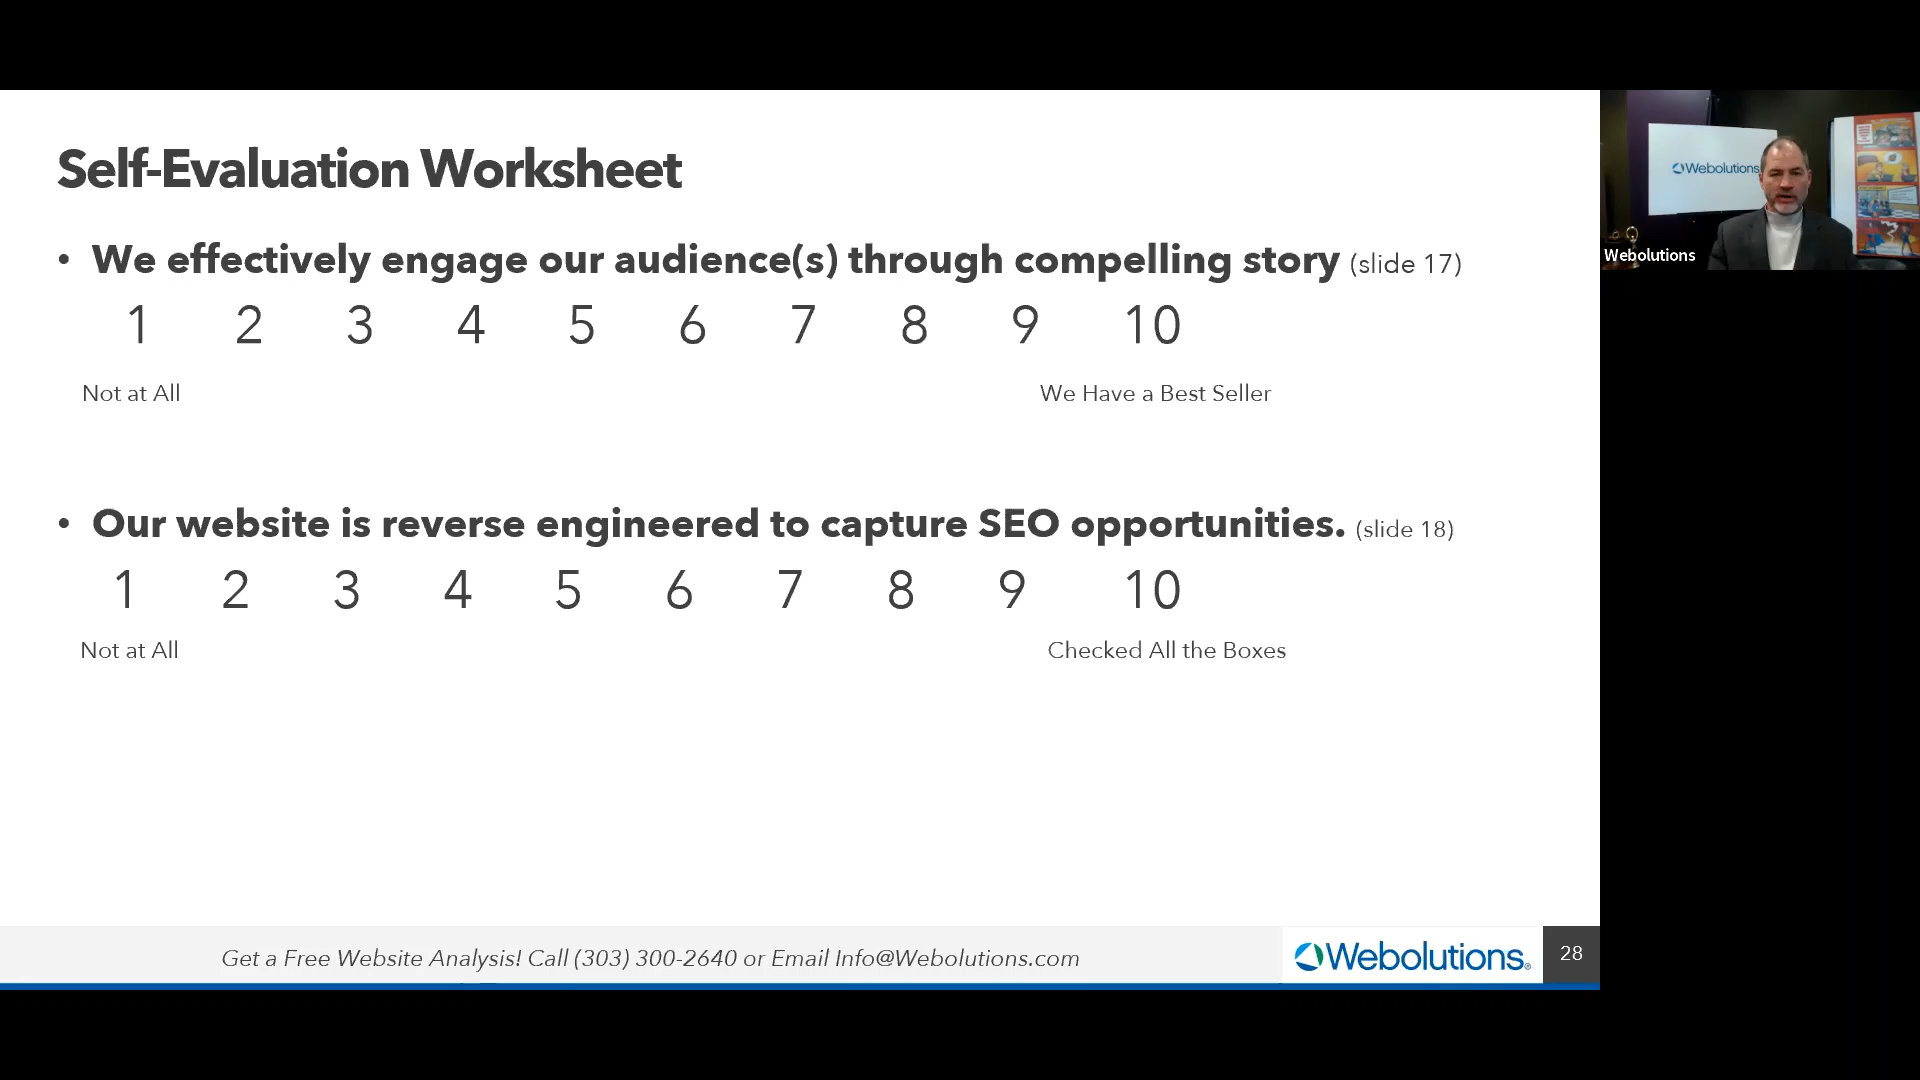 Self-Evaluation Worksheet
• We effectively engage our audience(s) through compelling story (slide 17)
1 2 3 4 5 6 7 8 9 10
Not at All We Have a Best Seller
• Our website is reverse engineered to capture SEO opportunities. (slide 18)
1 2 3 4 5 6 7 8 9 10
Not at All Checked All the Boxes
Get a Free Website Analysis! Call (303) 300-2640 or Email Info@Webolutions.com
Webolutions®
28
Webolutions
Webolutions